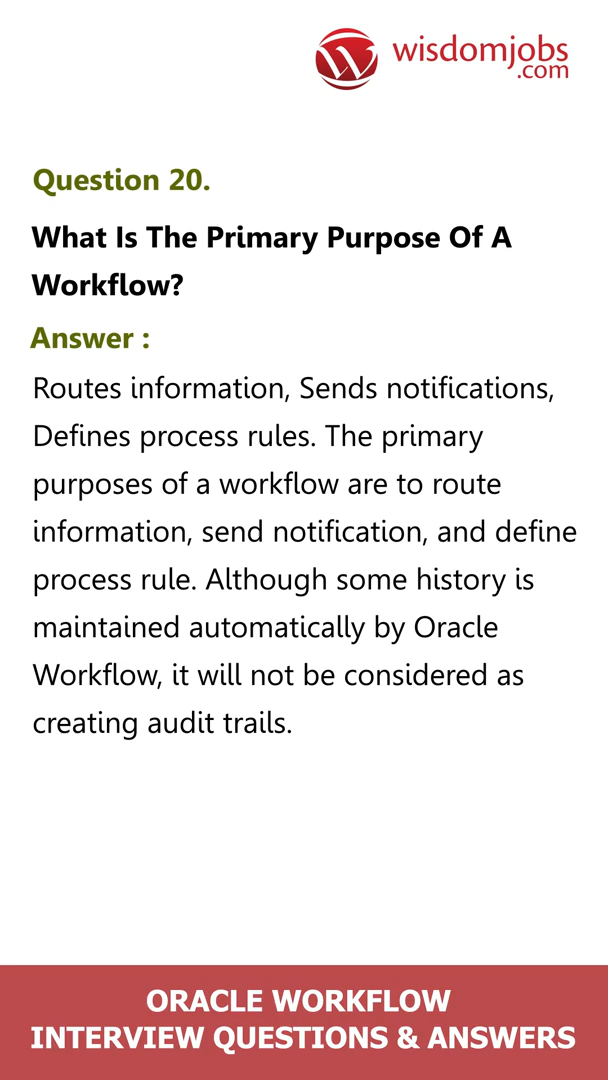 wisdomjobs
.com
Question 20.
What Is The Primary Purpose Of A
Workflow?
Answer :
Routes information, Sends notifications,
Defines process rules. The primary
purposes of a workflow are to route
information, send notification, and define
process rule. Although some history is
maintained automatically by Oracle
Workflow, it will not be considered as
creating audit trails.
ORACLE WORKFLOW
INTERVIEW QUESTIONS & ANSWERS